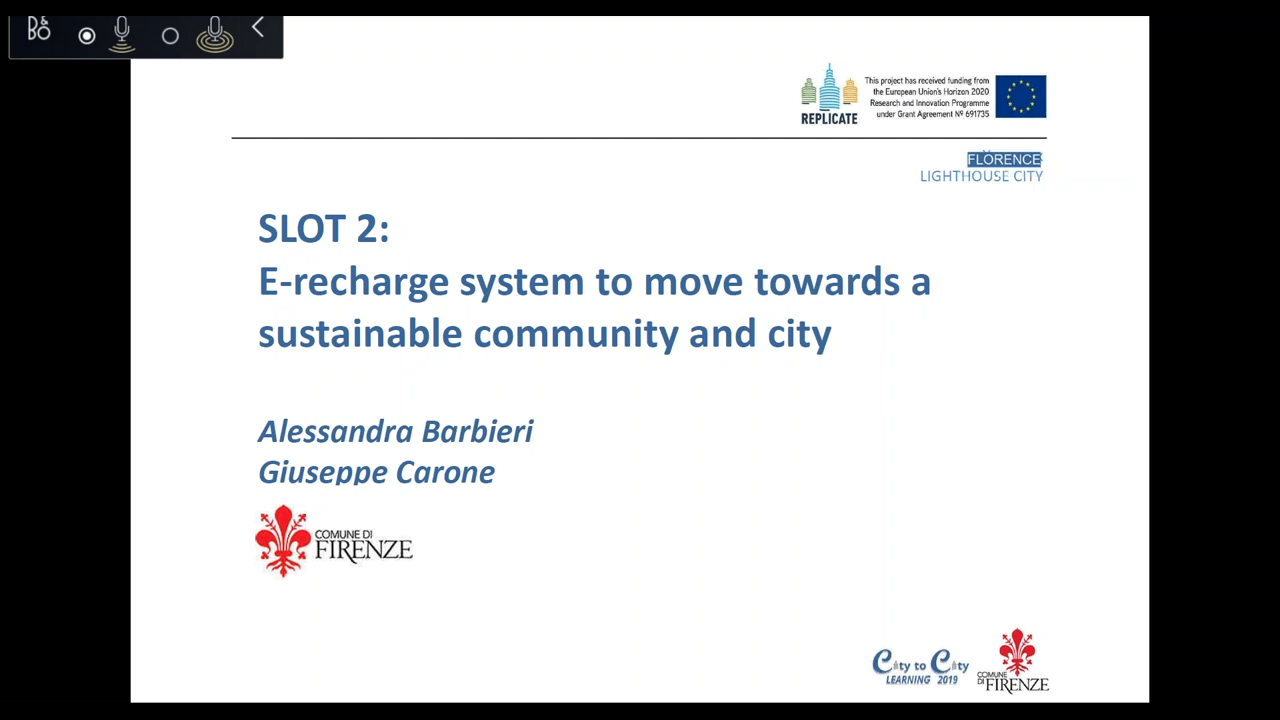 D&BO
REPLICATE
This project has received funding from
the European Union's Horizon 2020
Research and Innovation Programme
under Grant Agreement Nº 691735
FLORENCE
LIGHTHOUSE CITY
SLOT 2:
E-recharge system to move towards a
sustainable community and city
Alessandra Barbieri
Giuseppe Carone
COMUNE DI
FIRENZE
City to City
LEARNING 2019
COMUNE
DI FIRENZE